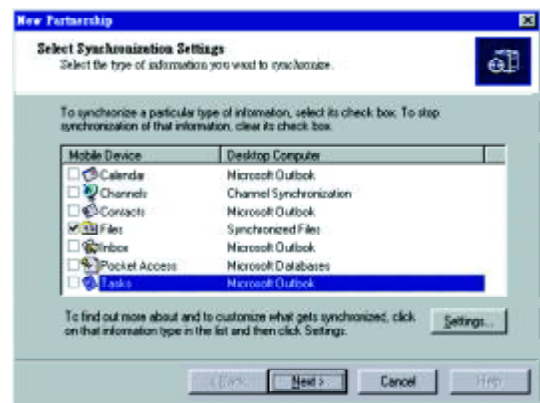 New Partnership
Select Synchronization Settings
Select the type of information you want to synchronize.
To synchronize a particular type of information, select its check box. To stop
synchronization of that information, clear its check box.
Mobile Device Desktop Computer
Calendar Microsoft Outlook
Channels Channel Synchronization
Contacts Microsoft Outlook
Files Synchronized Files
Inbox Microsoft Outlook
Pocket Access Microsoft Databases
Tasks Microsoft Outlook
To find out more about and to customize what gets synchronized, click
on that information type in the list and then click Settings.
Settings...
< Back Next > Cancel Help